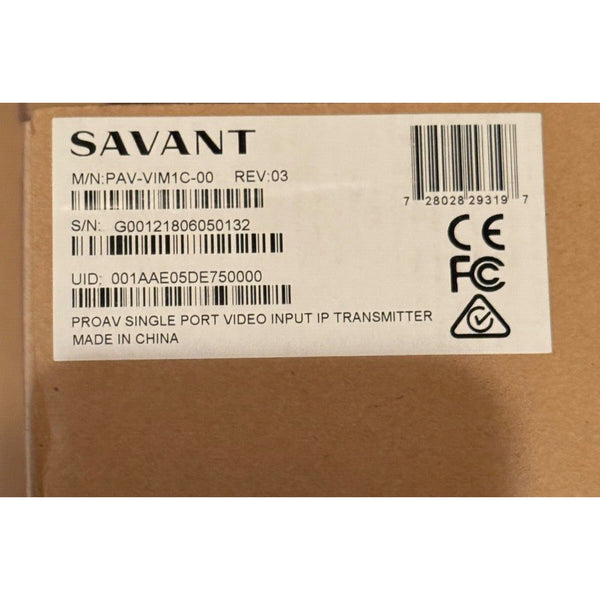 SAVANT
M/N:PAV-VIM1C-00 REV:03
S/N: G00121806050132
UID: 001AAE05DE750000
PROAV SINGLE PORT VIDEO INPUT IP TRANSMITTER
MADE IN CHINA
7 28028 29319 7
CE
FC